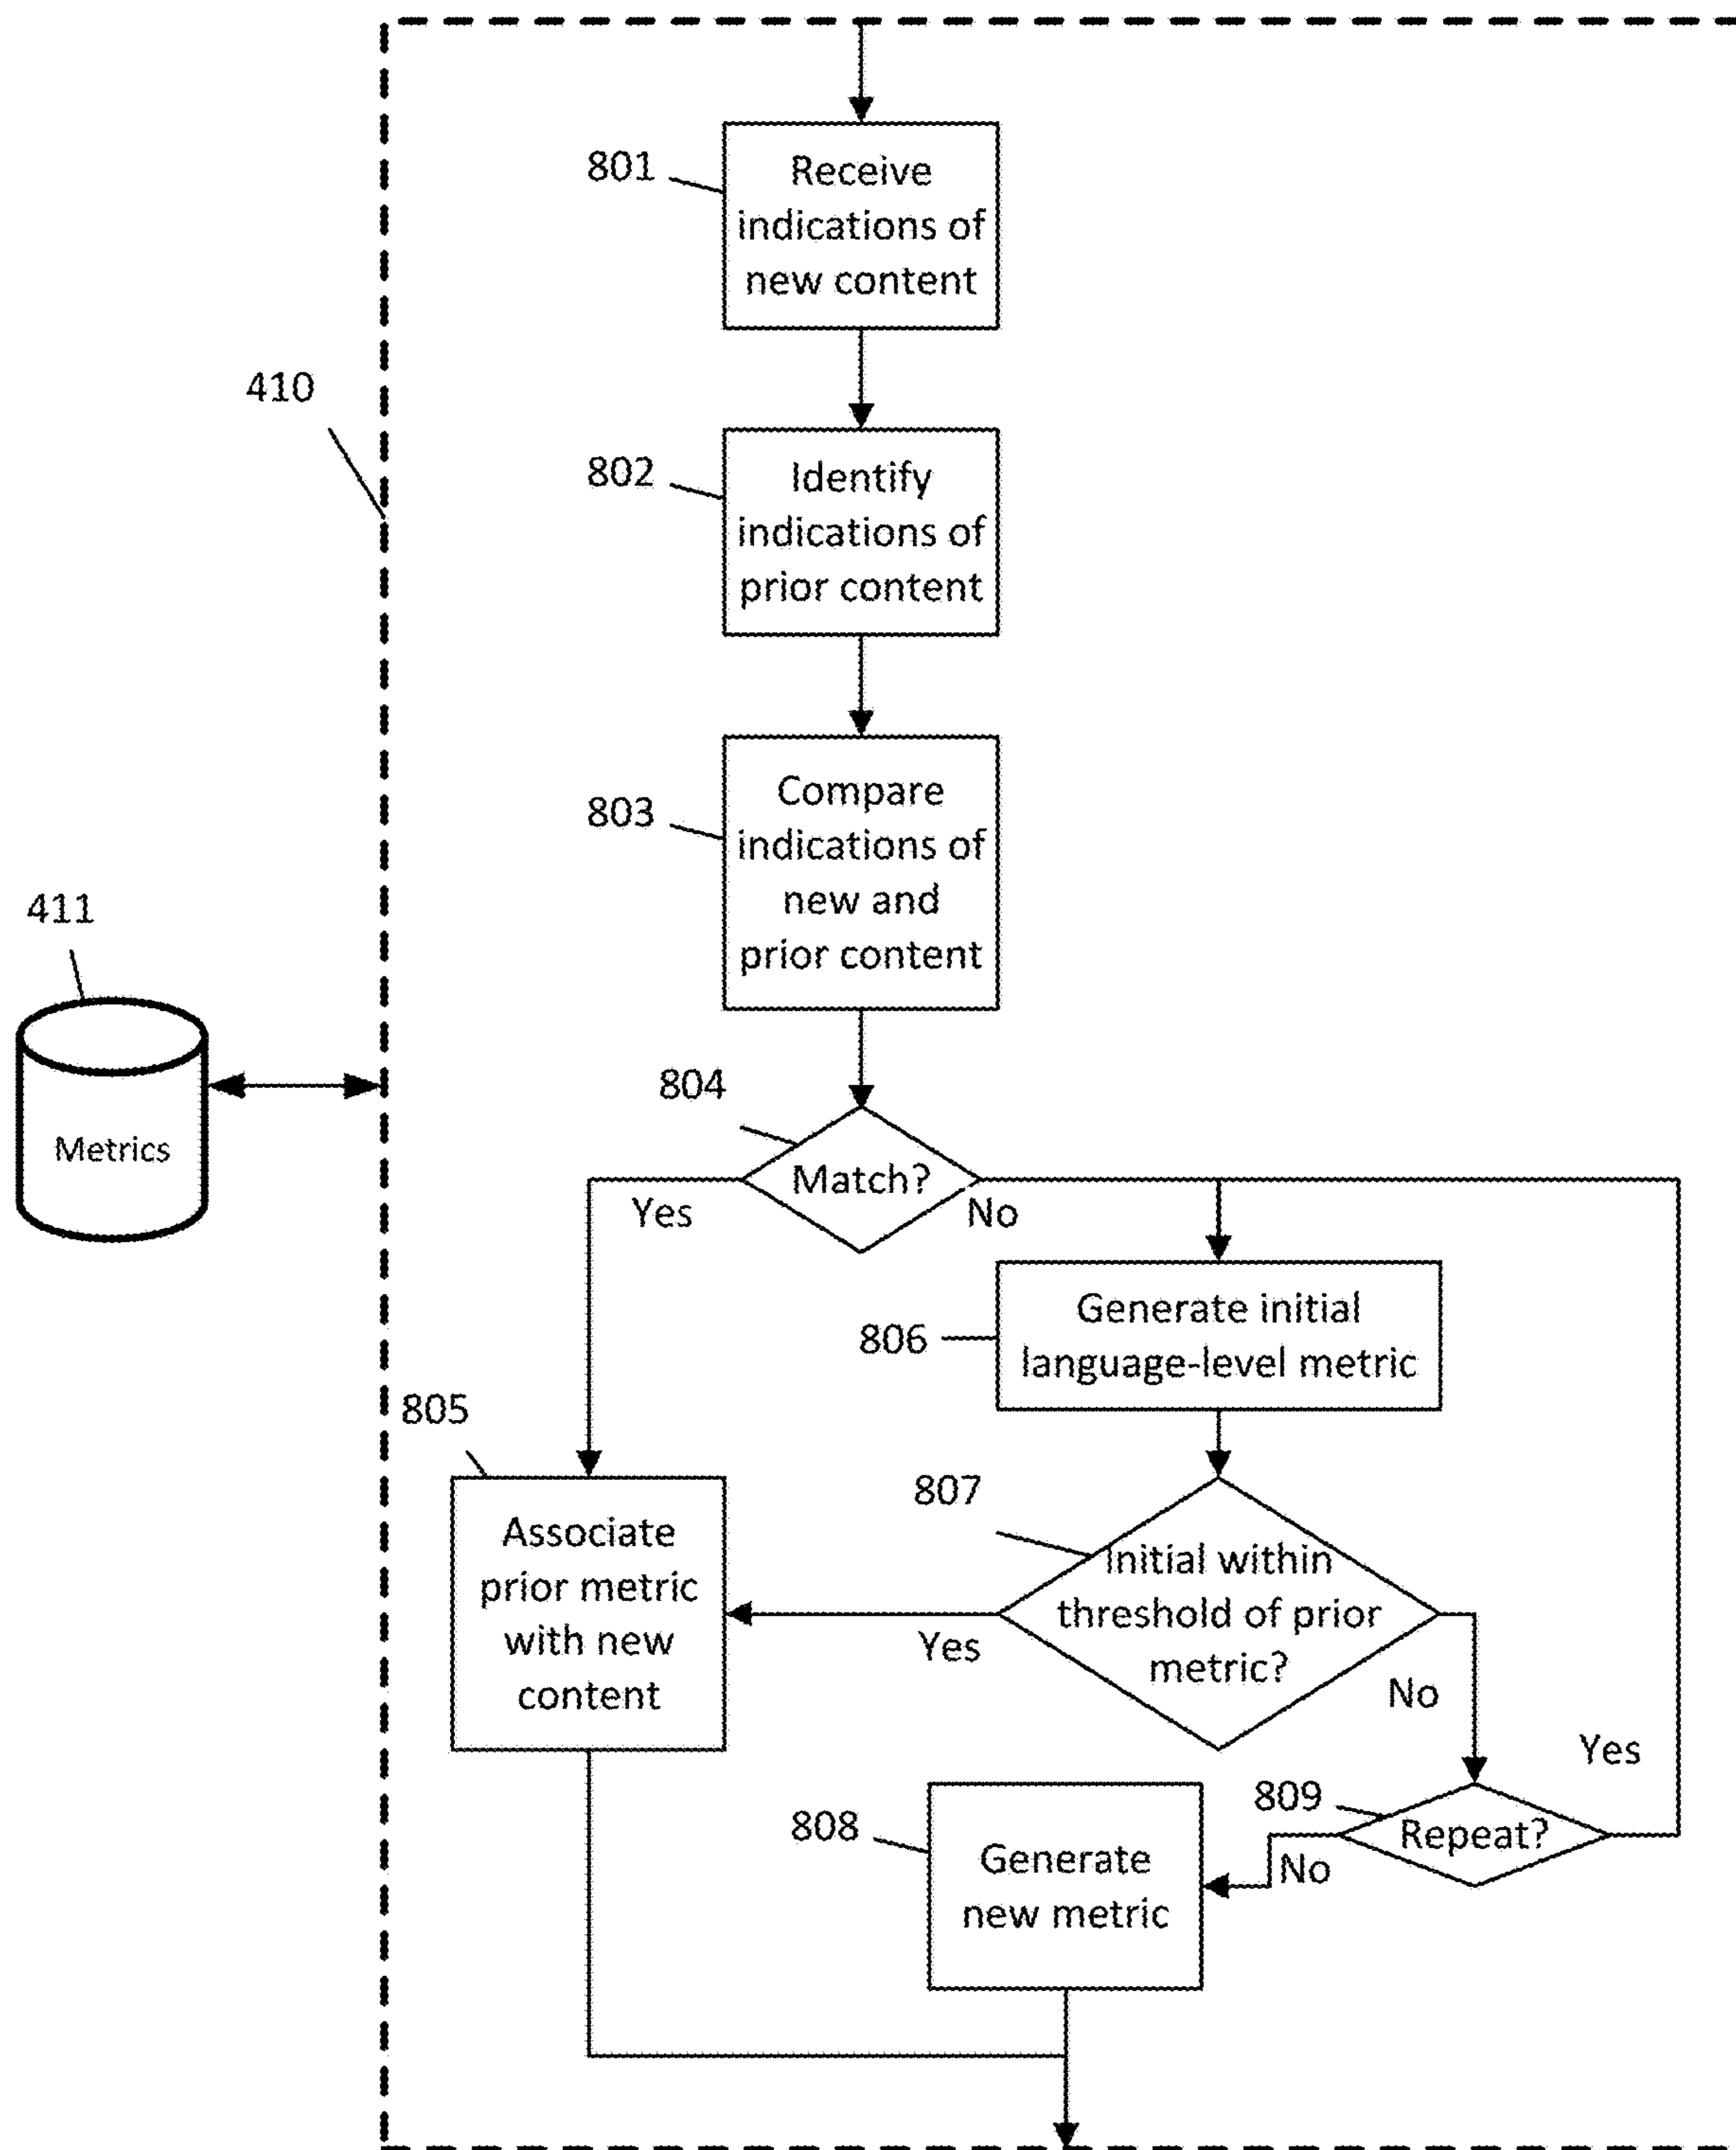 801
Receive
indications of
new content
410
802
Identify
indications of
prior content
803
Compare
indications of
new and
prior content
411
Metrics
804
Match?
Yes
No
806
Generate initial
language-level metric
805
Associate
prior metric
with new
content
807
Initial within
threshold of prior
metric?
Yes
No
Yes
809
Repeat?
No
808
Generate
new metric